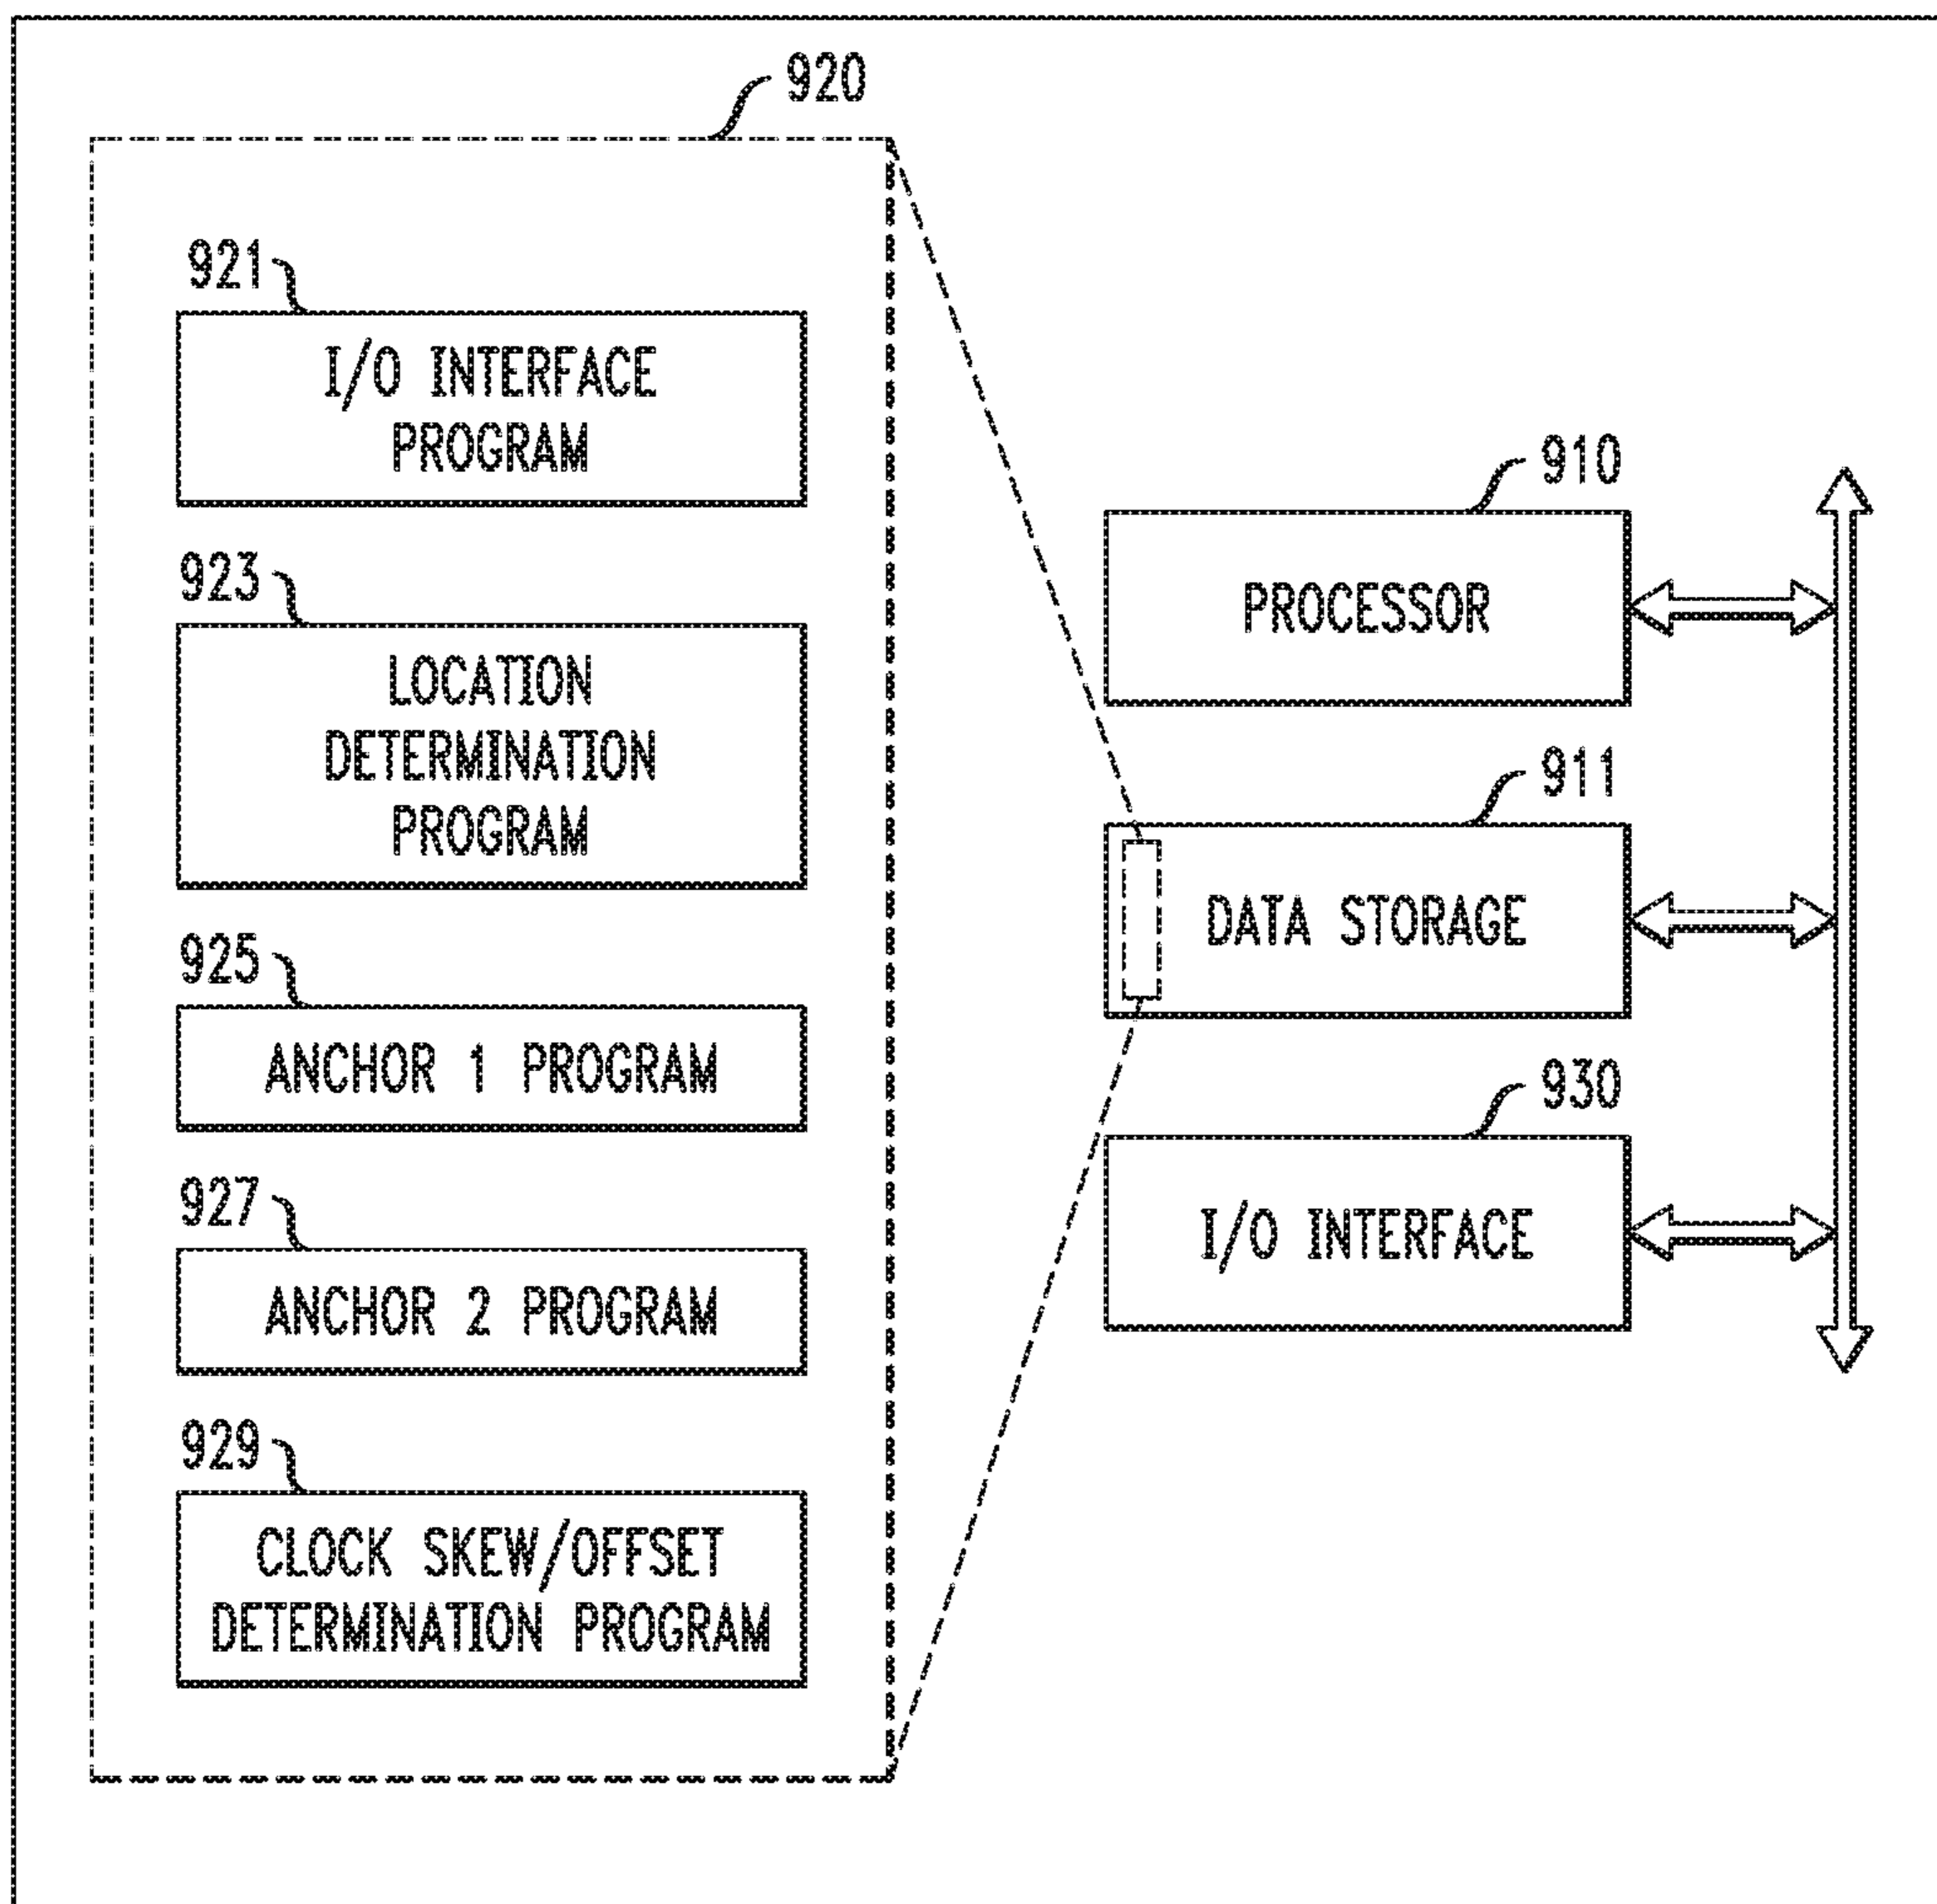 920
921
I/O INTERFACE
PROGRAM
923
LOCATION
DETERMINATION
PROGRAM
925
ANCHOR 1 PROGRAM
927
ANCHOR 2 PROGRAM
929
CLOCK SKEW/OFFSET
DETERMINATION PROGRAM
910
PROCESSOR
911
DATA STORAGE
930
I/O INTERFACE